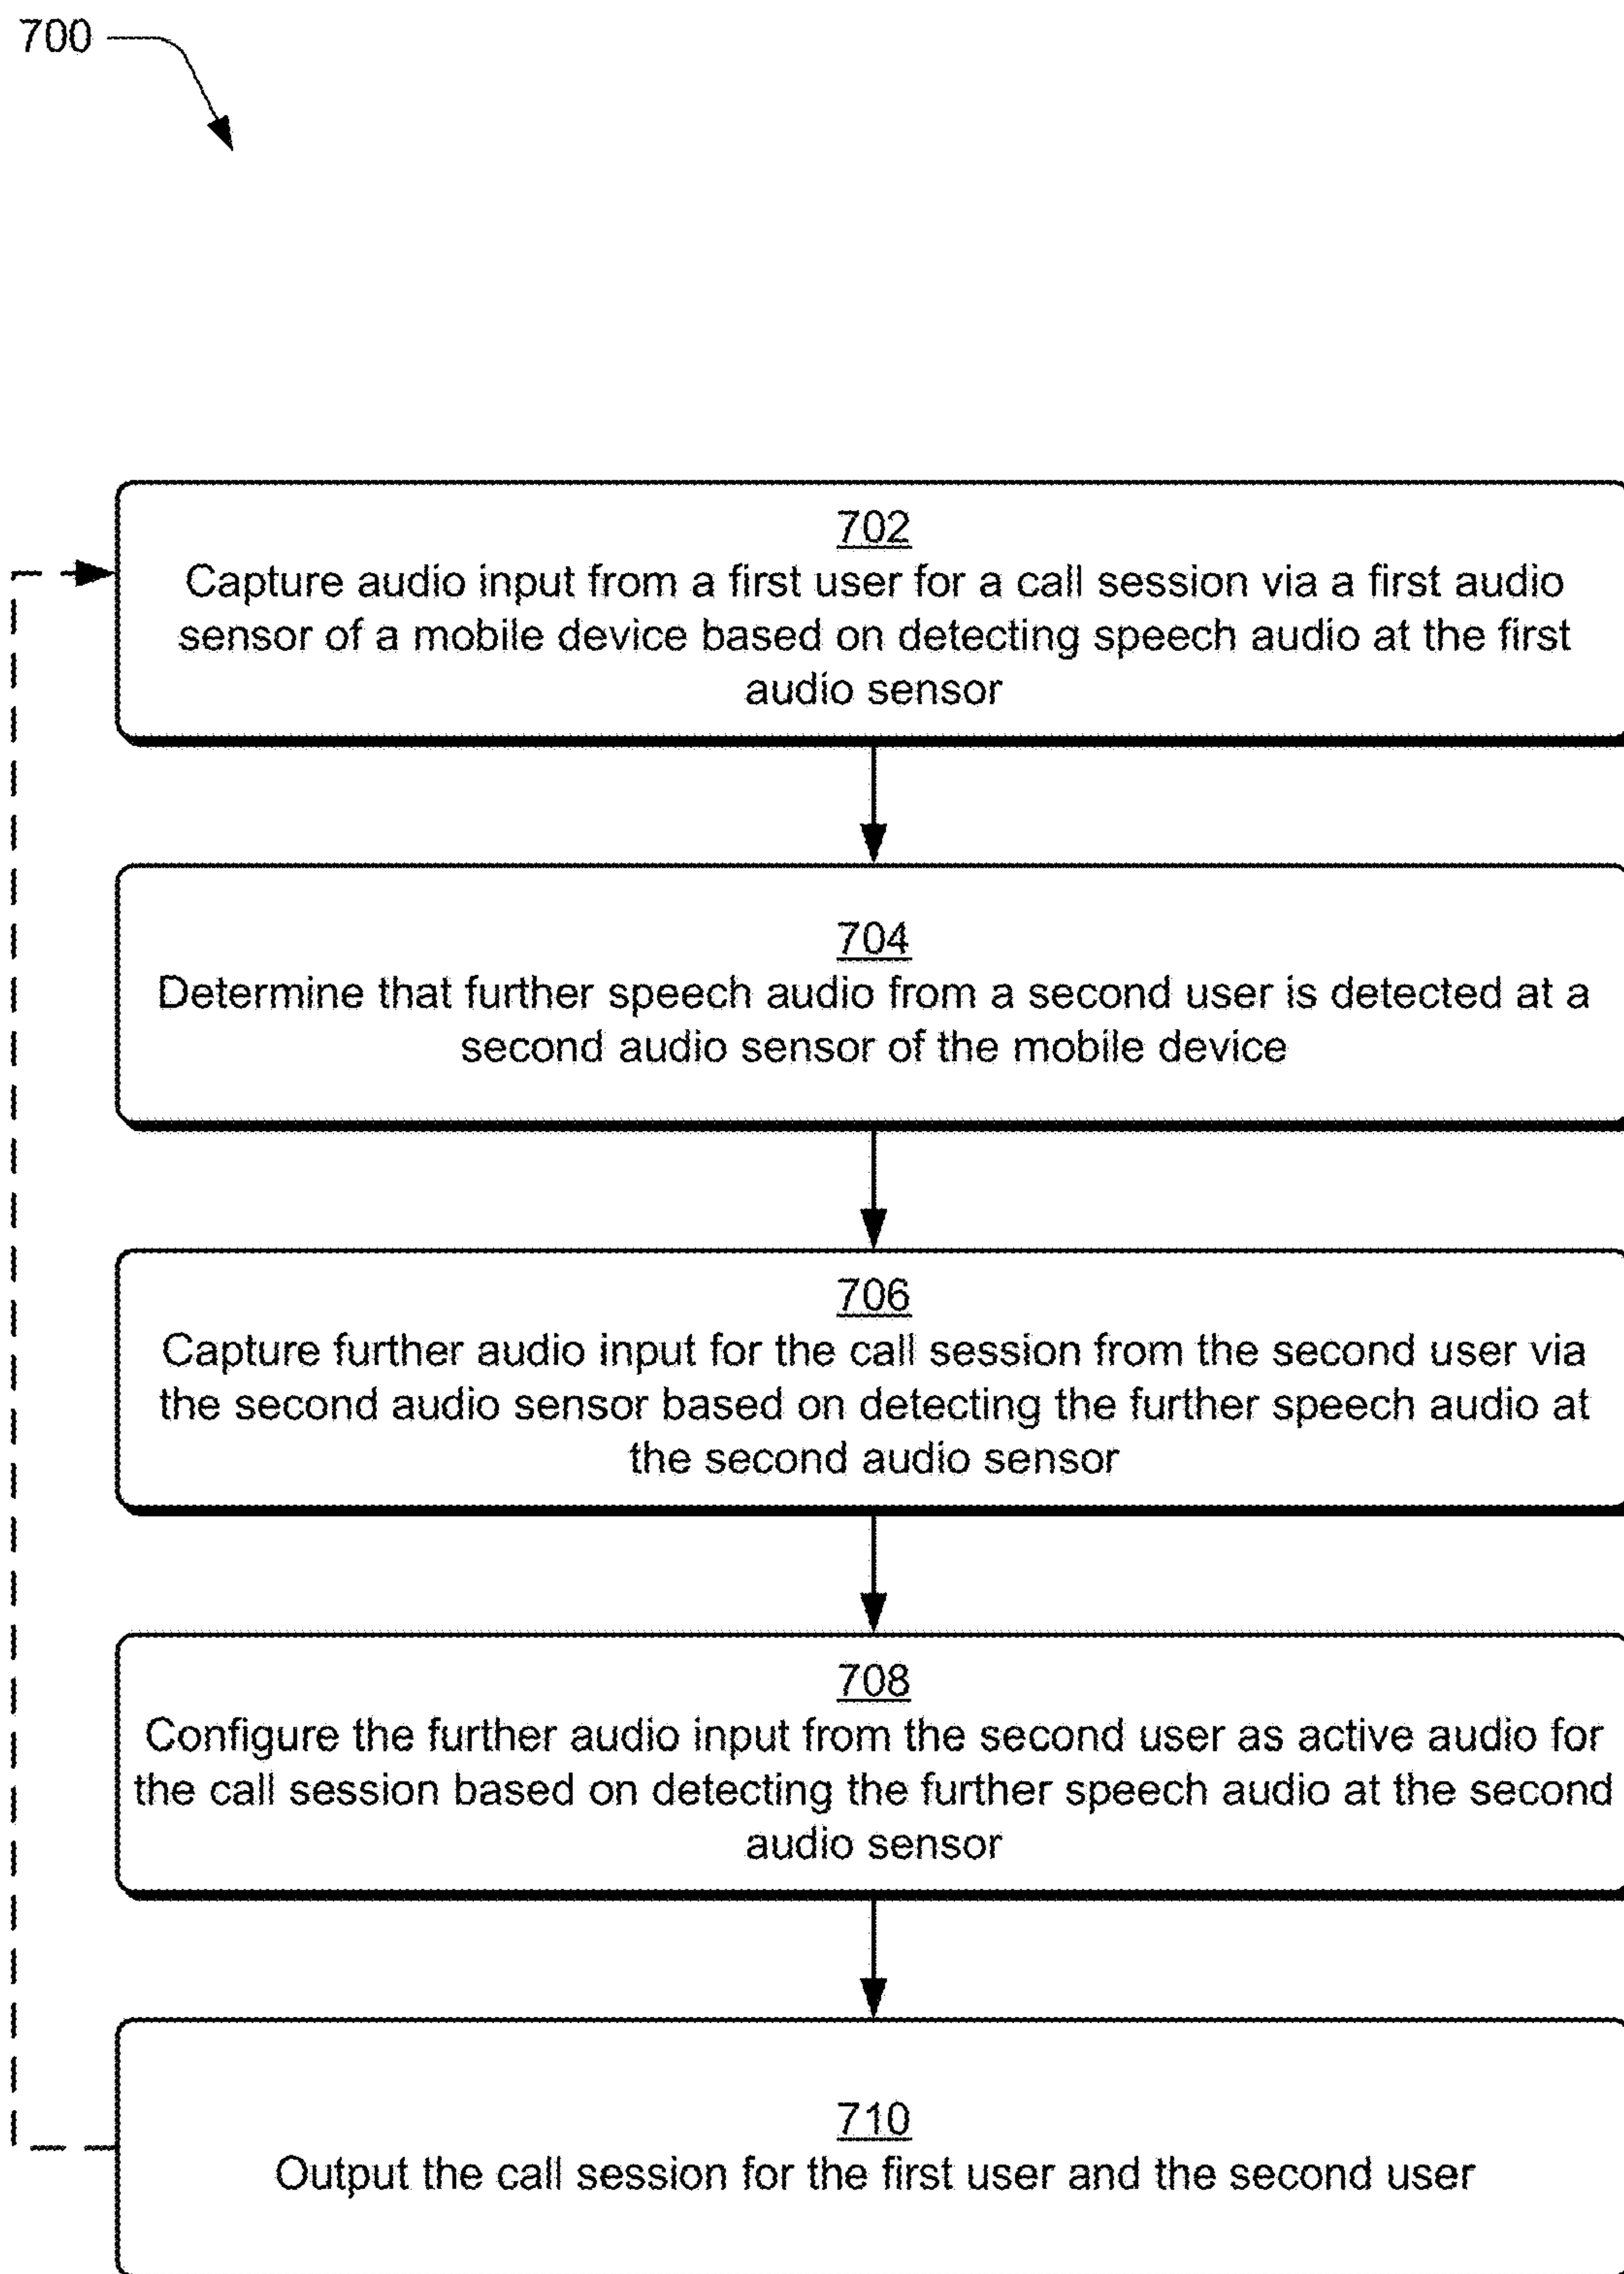 700
702
Capture audio input from a first user for a call session via a first audio
sensor of a mobile device based on detecting speech audio at the first
audio sensor
704
Determine that further speech audio from a second user is detected at a
second audio sensor of the mobile device
706
Capture further audio input for the call session from the second user via
the second audio sensor based on detecting the further speech audio at
the second audio sensor
708
Configure the further audio input from the second user as active audio for
the call session based on detecting the further speech audio at the second
audio sensor
710
Output the call session for the first user and the second user